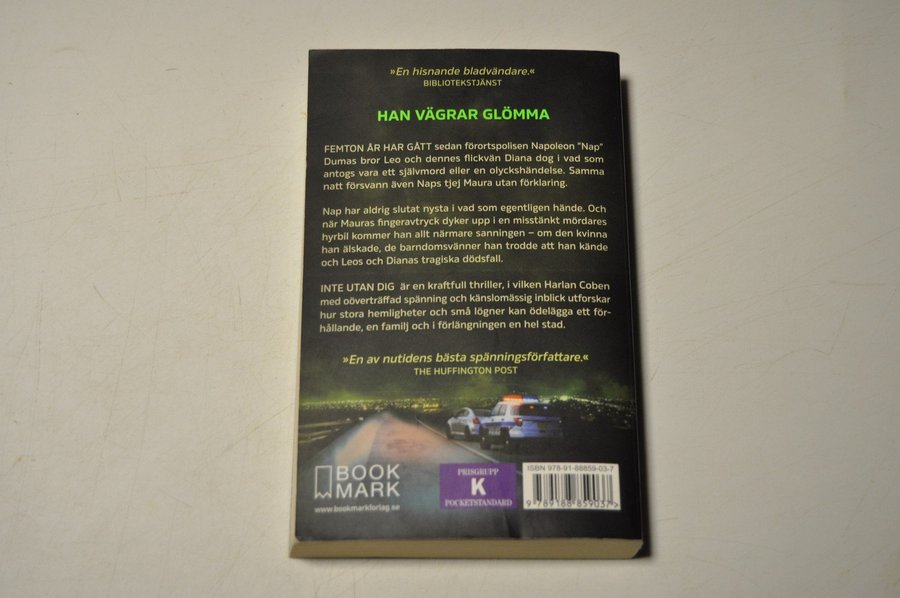 »En hisnande bladvändare.«
BIBLIOTEKSTJÄNST
HAN VÄGRAR GLÖMMA
FEMTON ÅR HAR GÅTT sedan förortspolisen Napoleon "Nap"
Dumas bror Leo och dennes flickvän Diana dog i vad som
antogs vara ett självmord eller en olyckshändelse. Samma
natt försvann även Naps tjej Maura utan förklaring.
Nap har aldrig slutat nysta i vad som egentligen hände. Och
när Mauras fingeravtryck dyker upp i en misstänkt mördares
hyrbil kommer han allt närmare sanningen – om den kvinna
han älskade, de barndomsvänner han trodde att han kände
och Leos och Dianas tragiska dödsfall.
INTE UTAN DIG är en kraftfull thriller, i vilken Harlan Coben
med oöverträffad spänning och känslomässig inblick utforskar
hur stora hemligheter och små lögner kan ödelägga ett för-
hållande, en familj och i förlängningen en hel stad.
»En av nutidens bästa spänningsförfattare.«
THE HUFFINGTON POST
BOOK
MARK
www.bookmarkforlag.se
PRISGRUPP
K
POCKETSTANDARD
ISBN 978-91-88859-03-7
9 789188 859037 >